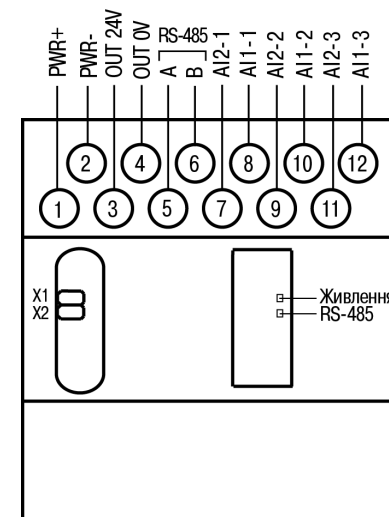 PWR+
PWR-
OUT 24V
OUT 0V
RS-485
A
B
AI2-1
AI1-1
AI2-2
AI1-2
AI2-3
AI1-3
2
4
6
8
10
12
1
3
5
7
9
11
X1
X2
Живлення
RS-485